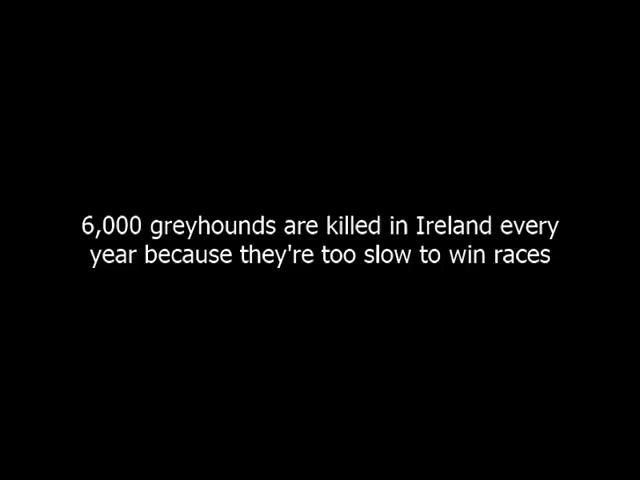 6,000 greyhounds are killed in Ireland every
year because they're too slow to win races